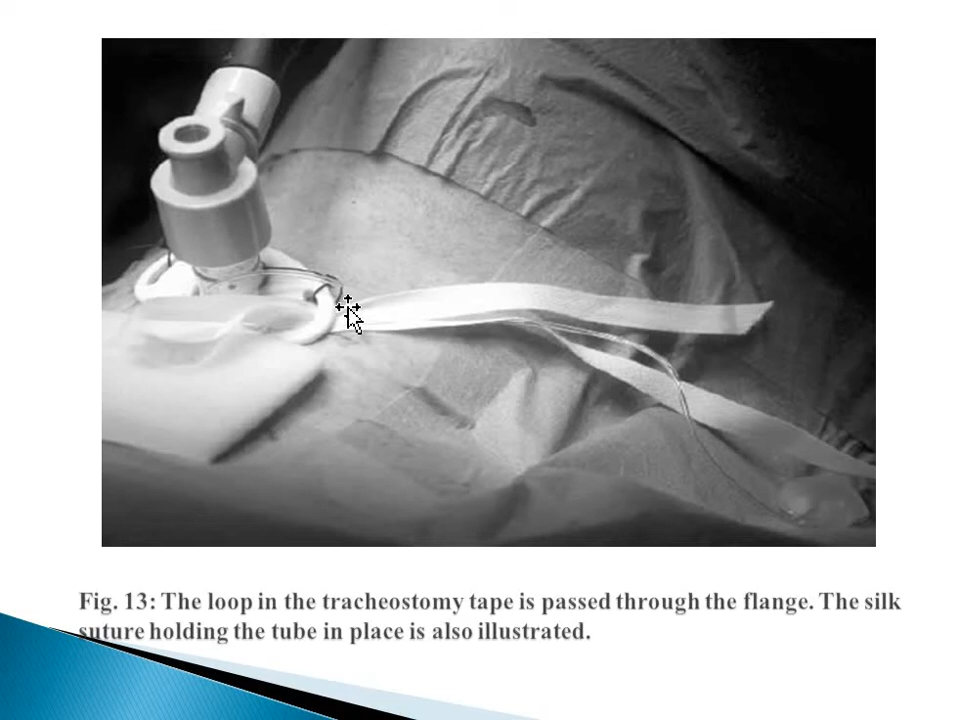 Fig. 13: The loop in the tracheostomy tape is passed through the flange. The silk
suture holding the tube in place is also illustrated.